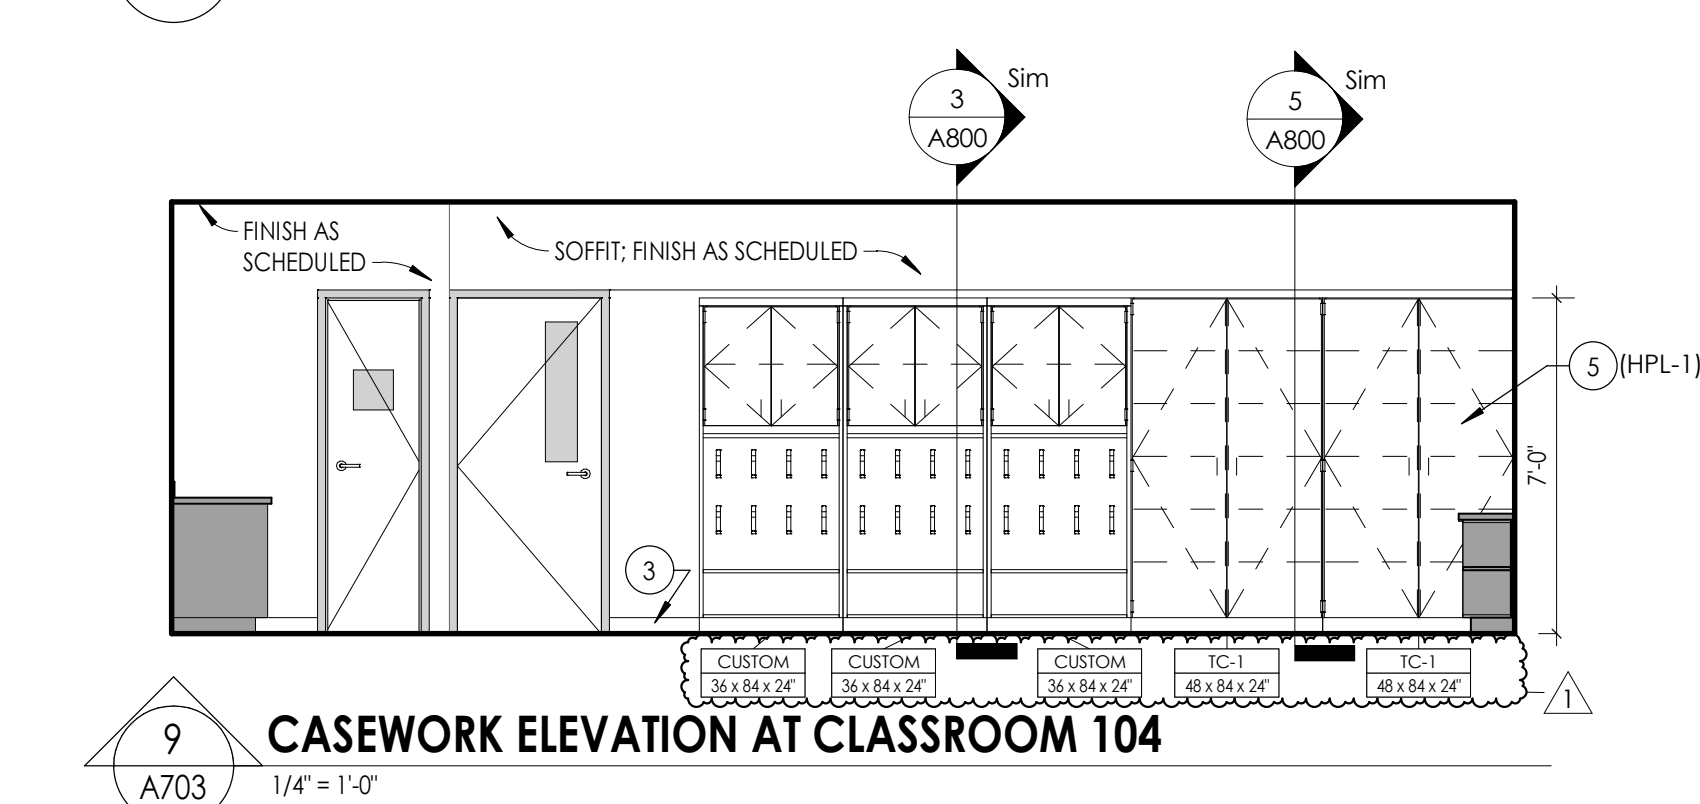 3
A800
Sim
5
A800
Sim
FINISH AS
SCHEDULED
SOFFIT; FINISH AS SCHEDULED
5
(HPL-1)
7'-0"
3
CUSTOM
36 x 84 x 24"
CUSTOM
36 x 84 x 24"
CUSTOM
36 x 84 x 24"
TC-1
48 x 84 x 24"
TC-1
48 x 84 x 24"
1
9
A703
CASEWORK ELEVATION AT CLASSROOM 104
1/4" = 1'-0"